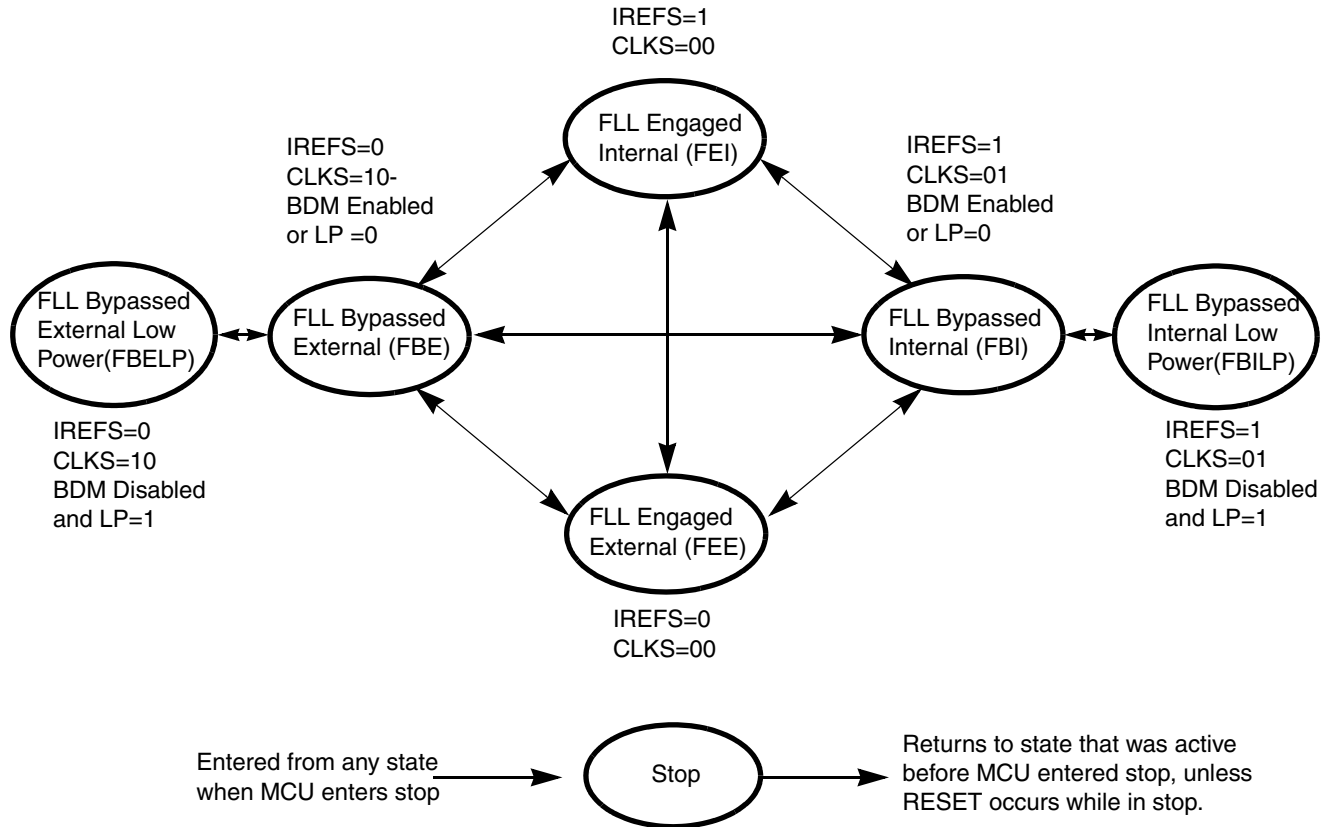 IREFS=1
CLKS=00
FLL Engaged
Internal (FEI)
IREFS=0
CLKS=10-
BDM Enabled
or LP =0
IREFS=1
CLKS=01
BDM Enabled
or LP=0
FLL Bypassed
External Low
Power(FBELP)
FLL Bypassed
External (FBE)
FLL Bypassed
Internal (FBI)
FLL Bypassed
Internal Low
Power(FBILP)
IREFS=0
CLKS=10
BDM Disabled
and LP=1
IREFS=1
CLKS=01
BDM Disabled
and LP=1
FLL Engaged
External (FEE)
IREFS=0
CLKS=00
Entered from any state
when MCU enters stop
Stop
Returns to state that was active
before MCU entered stop, unless
RESET occurs while in stop.